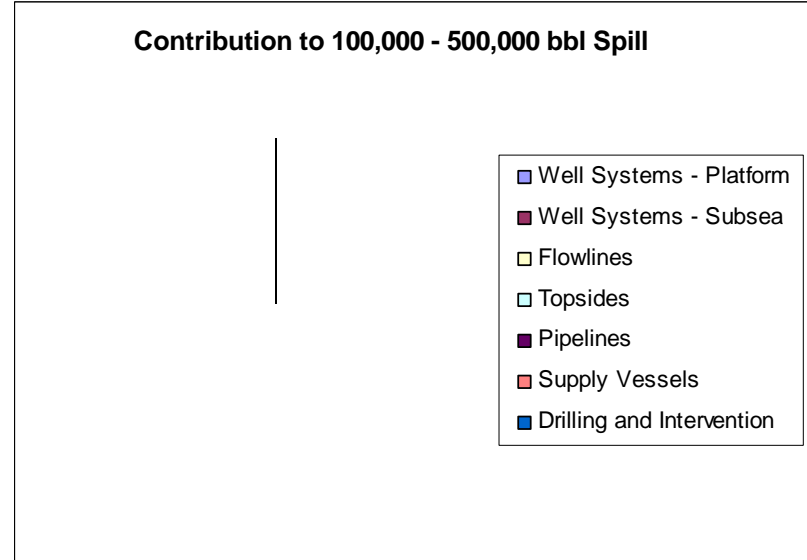 Contribution to 100,000 - 500,000 bbl Spill
Well Systems - Platform
Well Systems - Subsea
Flowlines
Topsides
Pipelines
Supply Vessels
Drilling and Intervention